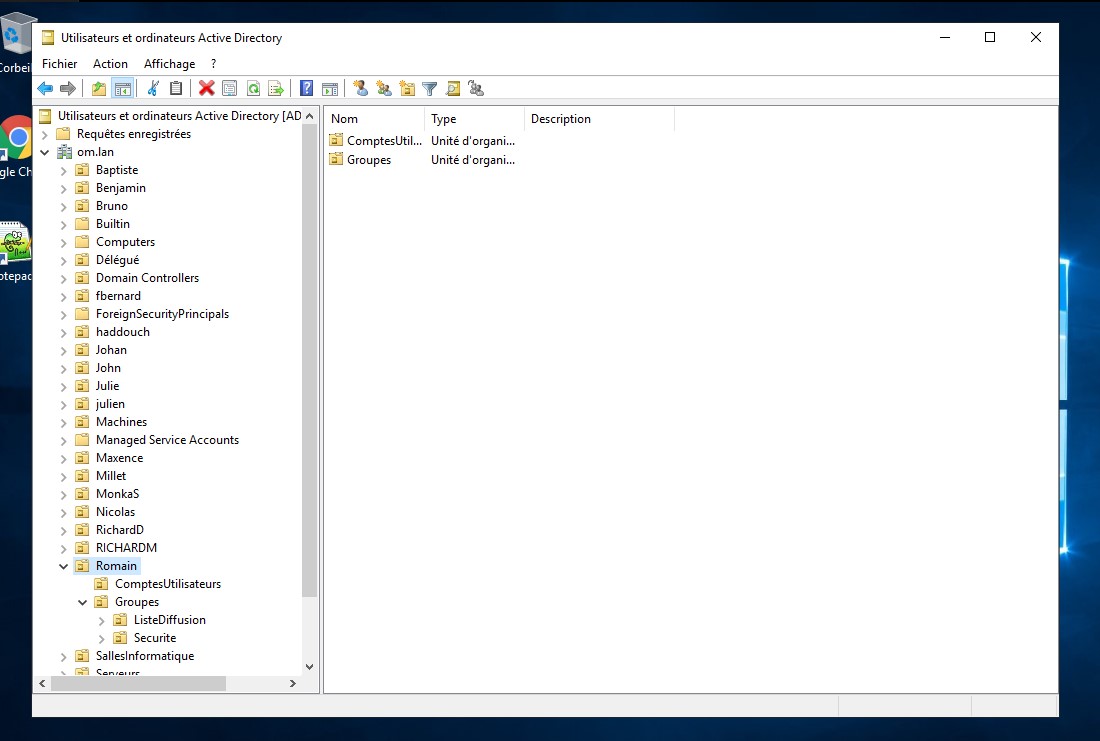 Utilisateurs et ordinateurs Active Directory
Fichier Action Affichage ?
Utilisateurs et ordinateurs Active Directory [AD
Requêtes enregistrées
om.lan
Baptiste
Benjamin
Bruno
Builtin
Computers
Délégué
Domain Controllers
fbernard
ForeignSecurityPrincipals
haddouch
Johan
John
Julie
julien
Machines
Managed Service Accounts
Maxence
Millet
MonkaS
Nicolas
RichardD
RICHARDM
Romain
ComptesUtilisateurs
Groupes
ListeDiffusion
Securite
SallesInformatique
Serveurs
Nom Type Description
ComptesUtil... Unité d'organi...
Groupes Unité d'organi...
Corbeil
gle Ch
otepac